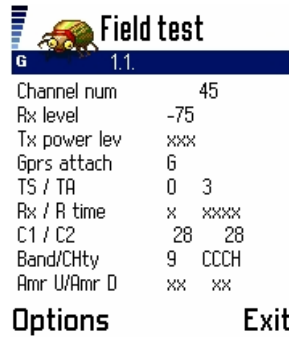 Field test
G 1.1.
Channel num 45
Rx level -75
Tx power lev xxx
Gprs attach G
TS / TA 0 3
Rx / R time x xxxx
C1 / C2 28 28
Band/CHty 9 CCCH
Amr U/Amr D xx xx
Options Exit